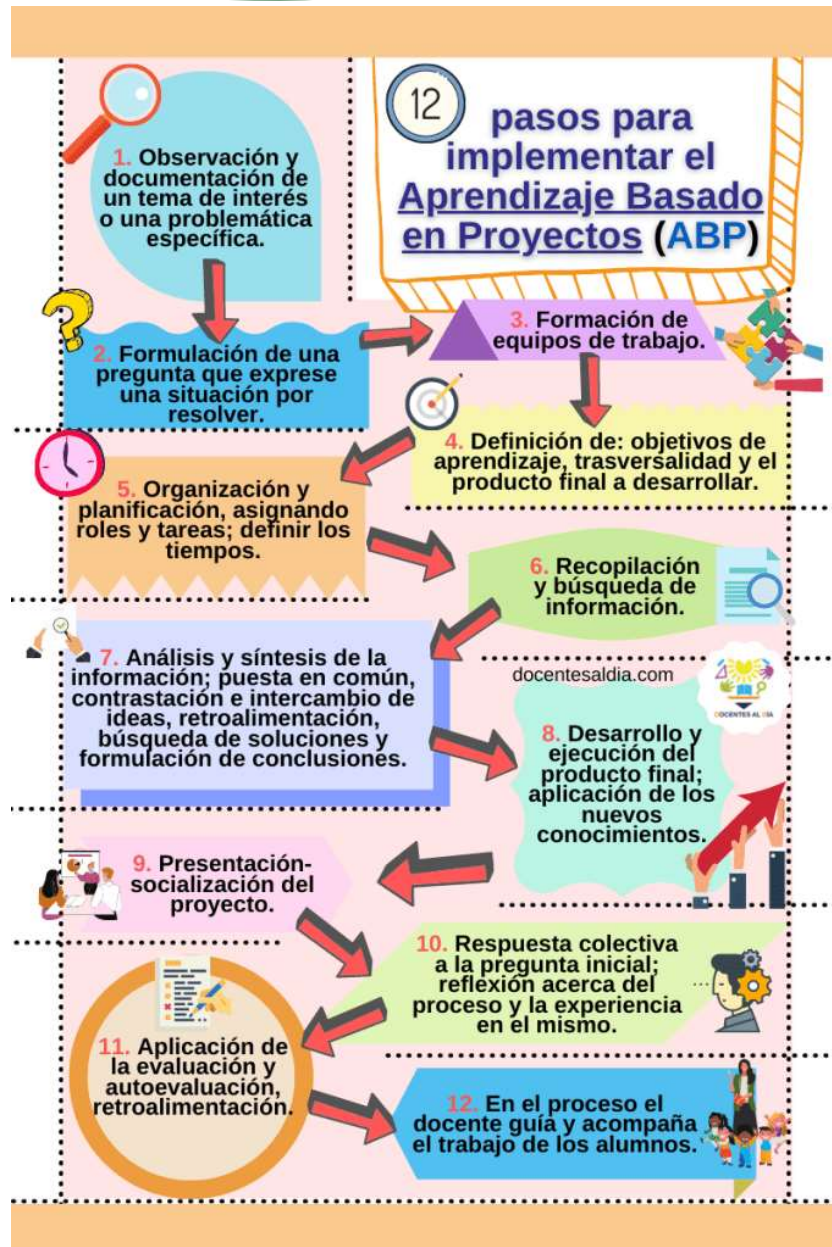 12
pasos para
implementar el
Aprendizaje Basado
en Proyectos (ABP)
1. Observación y
documentación de
un tema de interés
o una problemática
específica.
2. Formulación de una
pregunta que exprese
una situación por
resolver.
3. Formación de
equipos de trabajo.
4. Definición de: objetivos de
aprendizaje, trasversalidad y el
producto final a desarrollar.
5. Organización y
planificación, asignando
roles y tareas; definir los
tiempos.
6. Recopilación
y búsqueda de
información.
7. Análisis y síntesis de la
información; puesta en común,
contrastación e intercambio de
ideas, retroalimentación,
búsqueda de soluciones y
formulación de conclusiones.
docentesaldia.com
DOCENTES AL DÍA
8. Desarrollo y
ejecución del
producto final;
aplicación de los
nuevos
conocimientos.
9. Presentación-
socialización del
proyecto.
10. Respuesta colectiva
a la pregunta inicial;
reflexión acerca del
proceso y la experiencia
en el mismo.
11. Aplicación de
la evaluación y
autoevaluación,
retroalimentación.
12. En el proceso el
docente guía y acompaña
el trabajo de los alumnos.